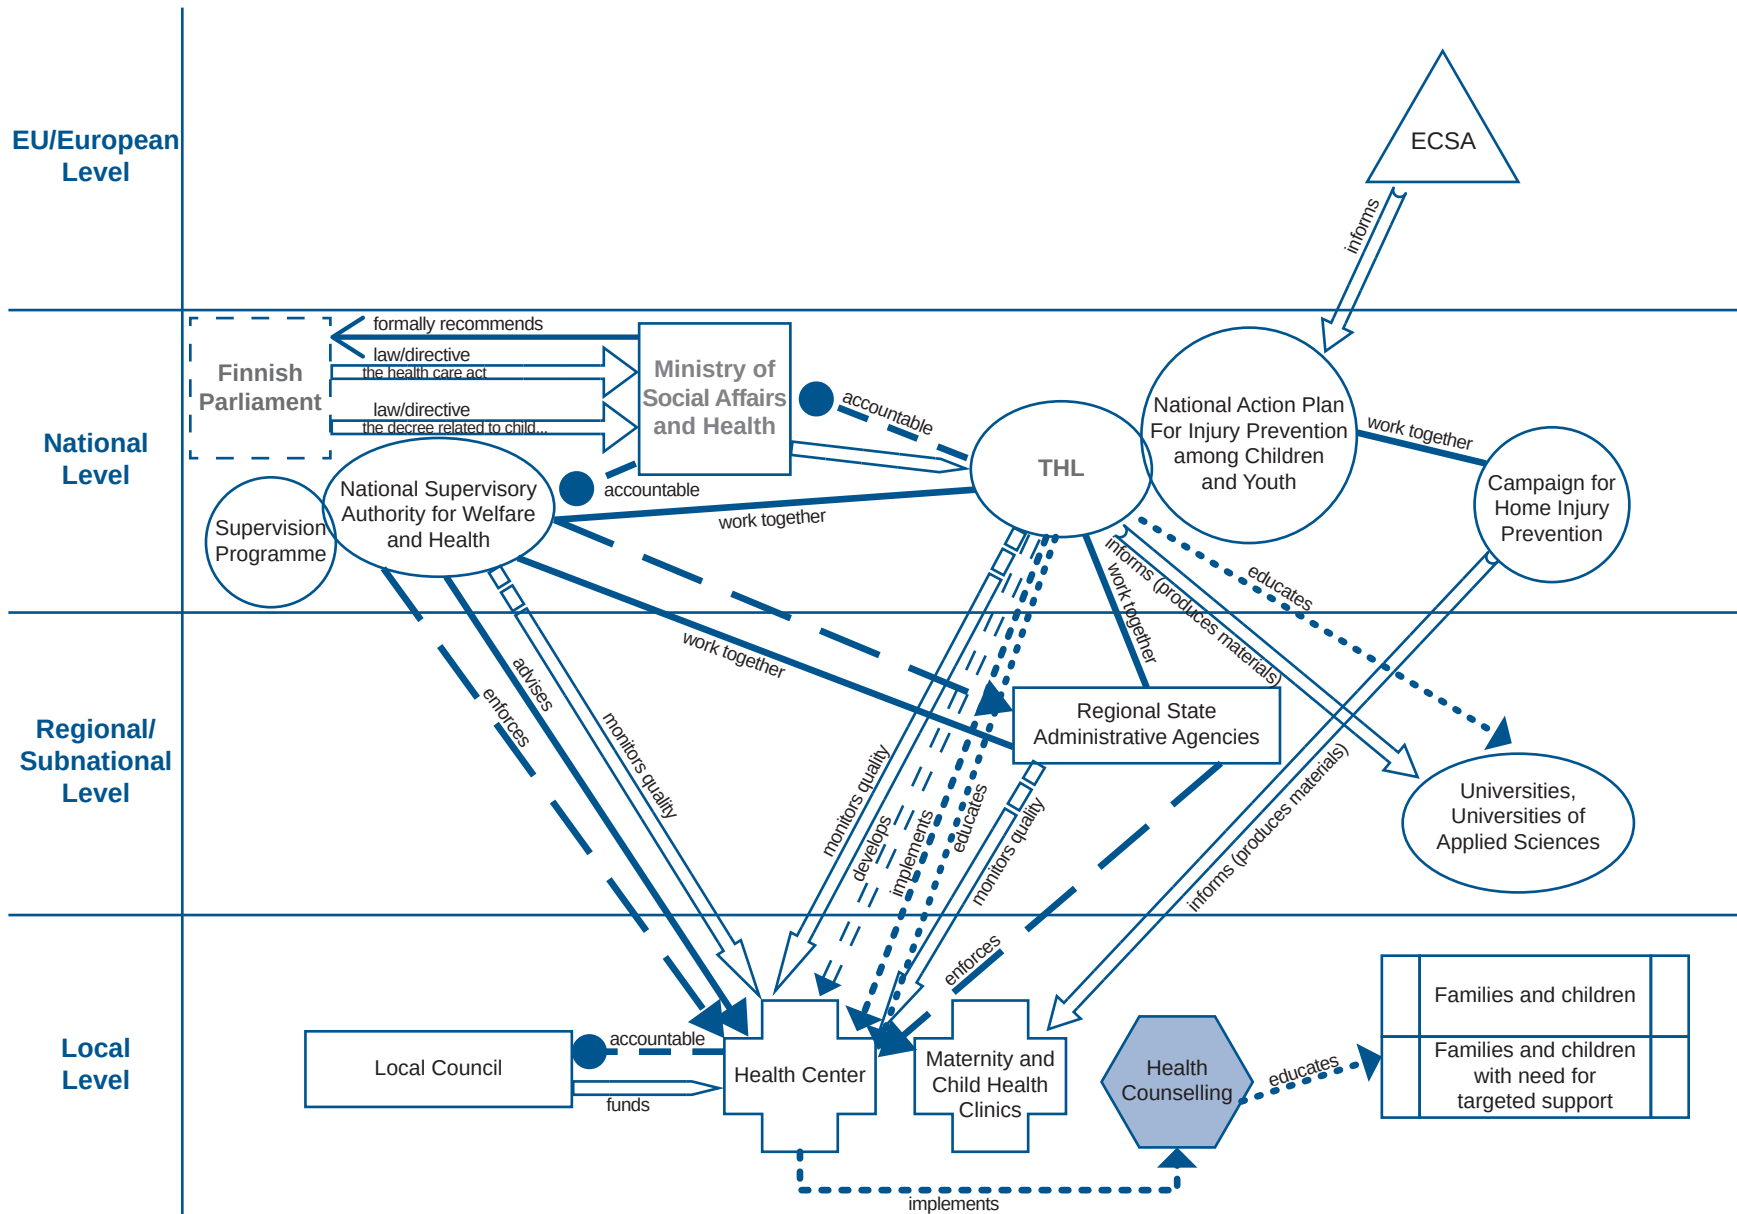 EU/European
Level
ECSA
informs
National
Level
Finnish
Parliament
formally recommends
law/directive
the health care act
law/directive
the decree related to child...
Ministry of
Social Affairs
and Health
accountable
accountable
THL
National Action Plan
For Injury Prevention
among Children
and Youth
work together
Campaign for
Home Injury
Prevention
Supervision
Programme
National Supervisory
Authority for Welfare
and Health
work together
informs (produces materials)
educates
work together
Regional/
Subnational
Level
work together
enforces
advises
monitors quality
monitors quality
develops
implements
educates
monitors quality
Regional State
Administrative Agencies
informs (produces materials)
Universities,
Universities of
Applied Sciences
enforces
Local
Level
Local Council
accountable
funds
Health Center
Maternity and
Child Health
Clinics
Health
Counselling
educates
Families and children
Families and children
with need for
targeted support
implements